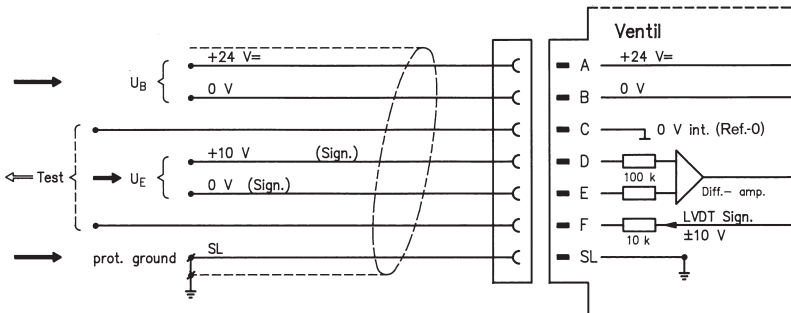 Ventil
+24 V= A +24 V=
U_B
0 V B 0 V
C 0 V int. (Ref.-0)
+10 V (Sign.) D 100 k
Test U_E
0 V (Sign.) E Diff.- amp.
F 10 k LVDT Sign.
±10 V
prot. ground SL SL